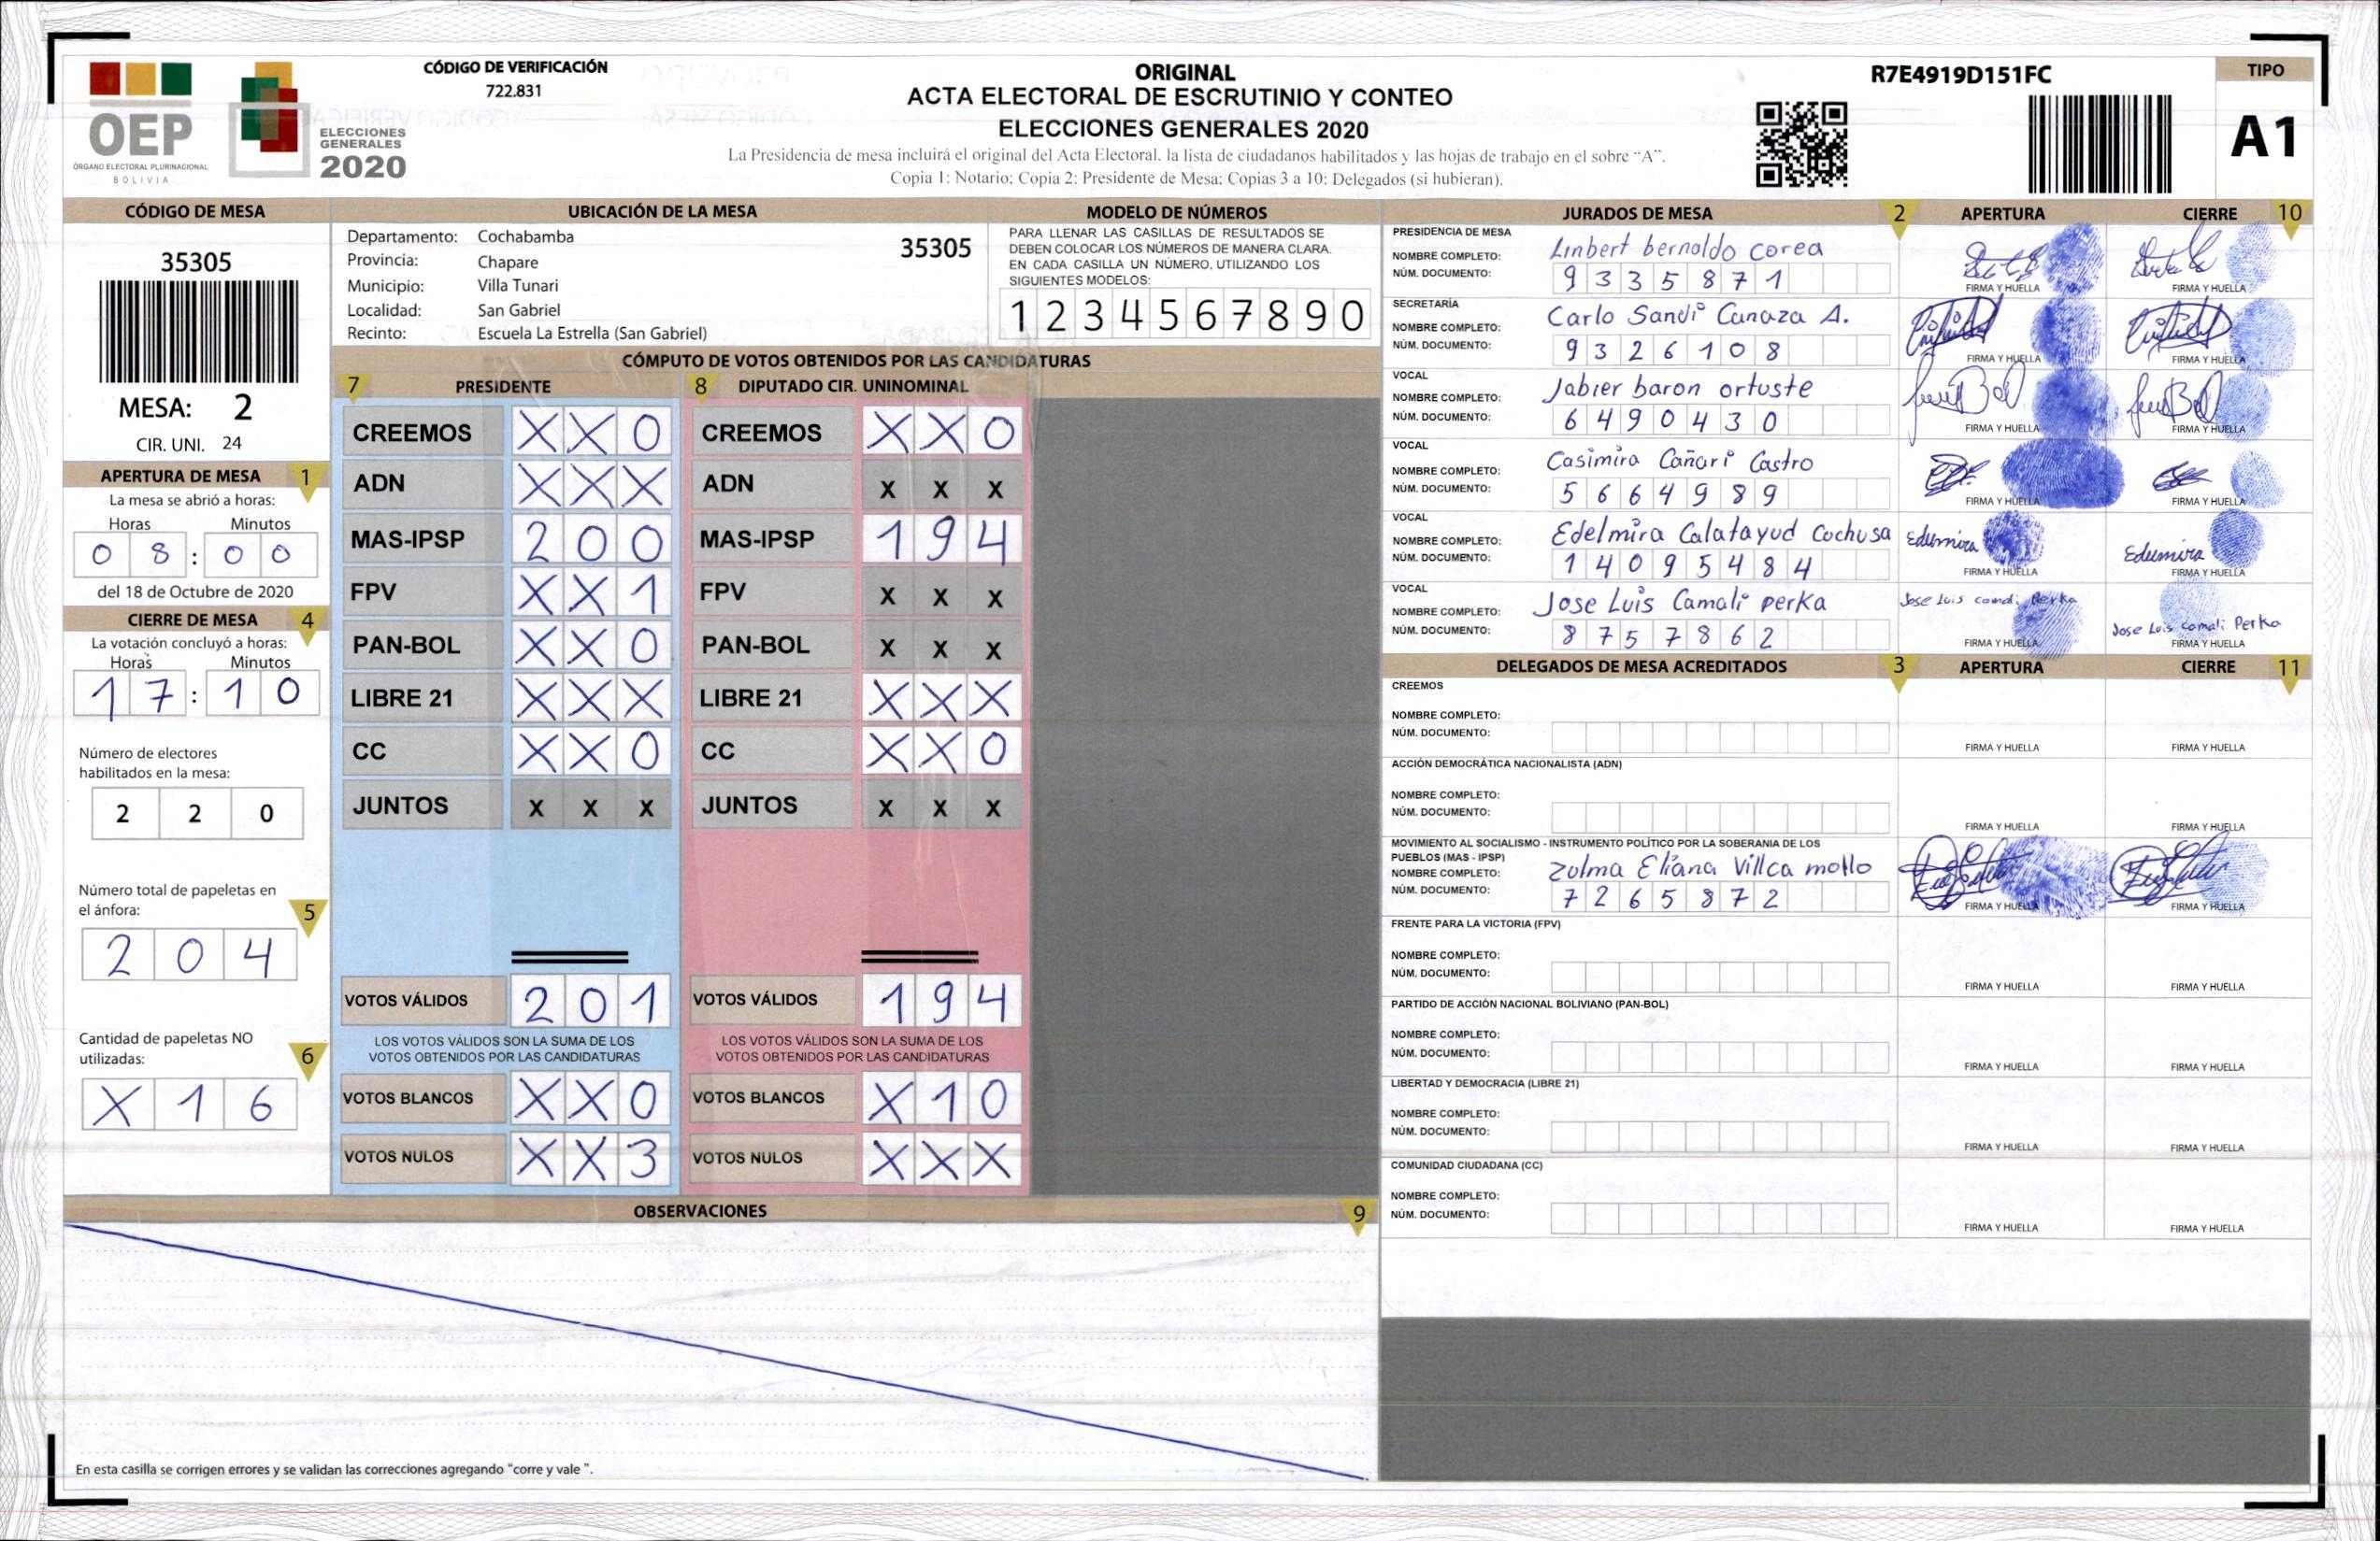 CÓDIGO DE VERIFICACIÓN
722.831
OEP
ÓRGANO ELECTORAL PLURINACIONAL
BOLIVIA
ELECCIONES
GENERALES
2020
ORIGINAL
ACTA ELECTORAL DE ESCRUTINIO Y CONTEO
ELECCIONES GENERALES 2020
La Presidencia de mesa incluirá el original del Acta Electoral, la lista de ciudadanos habilitados y las hojas de trabajo en el sobre "A".
Copia 1: Notario; Copia 2: Presidente de Mesa; Copias 3 a 10: Delegados (si hubieran).
R7E4919D151FC
TIPO
A1
CÓDIGO DE MESA
35305
MESA: 2
CIR. UNI. 24
APERTURA DE MESA 1
La mesa se abrió a horas:
Horas Minutos
0 8 : 0 0
del 18 de Octubre de 2020
CIERRE DE MESA 4
La votación concluyó a horas:
Horas Minutos
1 7 : 1 0
Número de electores
habilitados en la mesa:
2 2 0
Número total de papeletas en
el ánfora: 5
2 0 4
Cantidad de papeletas NO
utilizadas: 6
X 1 6
UBICACIÓN DE LA MESA
Departamento: Cochabamba
Provincia: Chapare
Municipio: Villa Tunari
Localidad: San Gabriel
Recinto: Escuela La Estrella (San Gabriel)
35305
MODELO DE NÚMEROS
PARA LLENAR LAS CASILLAS DE RESULTADOS SE
DEBEN COLOCAR LOS NÚMEROS DE MANERA CLARA.
EN CADA CASILLA UN NÚMERO, UTILIZANDO LOS
SIGUIENTES MODELOS:
1 2 3 4 5 6 7 8 9 0
CÓMPUTO DE VOTOS OBTENIDOS POR LAS CANDIDATURAS
7 PRESIDENTE 8 DIPUTADO CIR. UNINOMINAL
CREEMOS X X 0 CREEMOS X X 0
ADN X X X ADN X X X
MAS-IPSP 2 0 0 MAS-IPSP 1 9 4
FPV X X 1 FPV X X X
PAN-BOL X X 0 PAN-BOL X X X
LIBRE 21 X X X LIBRE 21 X X X
CC X X 0 CC X X 0
JUNTOS X X X JUNTOS X X X
VOTOS VÁLIDOS 2 0 1 VOTOS VÁLIDOS 1 9 4
LOS VOTOS VÁLIDOS SON LA SUMA DE LOS LOS VOTOS VÁLIDOS SON LA SUMA DE LOS
VOTOS OBTENIDOS POR LAS CANDIDATURAS VOTOS OBTENIDOS POR LAS CANDIDATURAS
VOTOS BLANCOS X X 0 VOTOS BLANCOS X 1 0
VOTOS NULOS X X 3 VOTOS NULOS X X X
OBSERVACIONES 9
En esta casilla se corrigen errores y se validan las correcciones agregando "corre y vale ".
JURADOS DE MESA 2 APERTURA CIERRE 10
PRESIDENCIA DE MESA
NOMBRE COMPLETO: Linbert bernaldo corea
NÚM. DOCUMENTO: 9 3 3 5 8 7 1
FIRMA Y HUELLA FIRMA Y HUELLA
SECRETARÍA
NOMBRE COMPLETO: Carlo Sandi Canaza A.
NÚM. DOCUMENTO: 9 3 2 6 1 0 8
FIRMA Y HUELLA FIRMA Y HUELLA
VOCAL
NOMBRE COMPLETO: Jabier baron ortuste
NÚM. DOCUMENTO: 6 4 9 0 4 3 0
FIRMA Y HUELLA FIRMA Y HUELLA
VOCAL
NOMBRE COMPLETO: Casimira Cañari Castro
NÚM. DOCUMENTO: 5 6 6 4 9 8 9
FIRMA Y HUELLA FIRMA Y HUELLA
VOCAL
NOMBRE COMPLETO: Edelmira Calatayud Cochusa
NÚM. DOCUMENTO: 1 4 0 9 5 4 8 4
Edelmira Edelmira
FIRMA Y HUELLA FIRMA Y HUELLA
VOCAL
NOMBRE COMPLETO: Jose Luis Camali perka
NÚM. DOCUMENTO: 8 7 5 7 8 6 2
Jose Luis camali Perka Jose Luis camali Perka
FIRMA Y HUELLA FIRMA Y HUELLA
DELEGADOS DE MESA ACREDITADOS 3 APERTURA CIERRE 11
CREEMOS
NOMBRE COMPLETO:
NÚM. DOCUMENTO:
FIRMA Y HUELLA FIRMA Y HUELLA
ACCIÓN DEMOCRÁTICA NACIONALISTA (ADN)
NOMBRE COMPLETO:
NÚM. DOCUMENTO:
FIRMA Y HUELLA FIRMA Y HUELLA
MOVIMIENTO AL SOCIALISMO - INSTRUMENTO POLÍTICO POR LA SOBERANIA DE LOS
PUEBLOS (MAS - IPSP)
NOMBRE COMPLETO: Zulma Eliana Villca mollo
NÚM. DOCUMENTO: 7 2 6 5 8 7 2
FIRMA Y HUELLA FIRMA Y HUELLA
FRENTE PARA LA VICTORIA (FPV)
NOMBRE COMPLETO:
NÚM. DOCUMENTO:
FIRMA Y HUELLA FIRMA Y HUELLA
PARTIDO DE ACCIÓN NACIONAL BOLIVIANO (PAN-BOL)
NOMBRE COMPLETO:
NÚM. DOCUMENTO:
FIRMA Y HUELLA FIRMA Y HUELLA
LIBERTAD Y DEMOCRACIA (LIBRE 21)
NOMBRE COMPLETO:
NÚM. DOCUMENTO:
FIRMA Y HUELLA FIRMA Y HUELLA
COMUNIDAD CIUDADANA (CC)
NOMBRE COMPLETO:
NÚM. DOCUMENTO:
FIRMA Y HUELLA FIRMA Y HUELLA